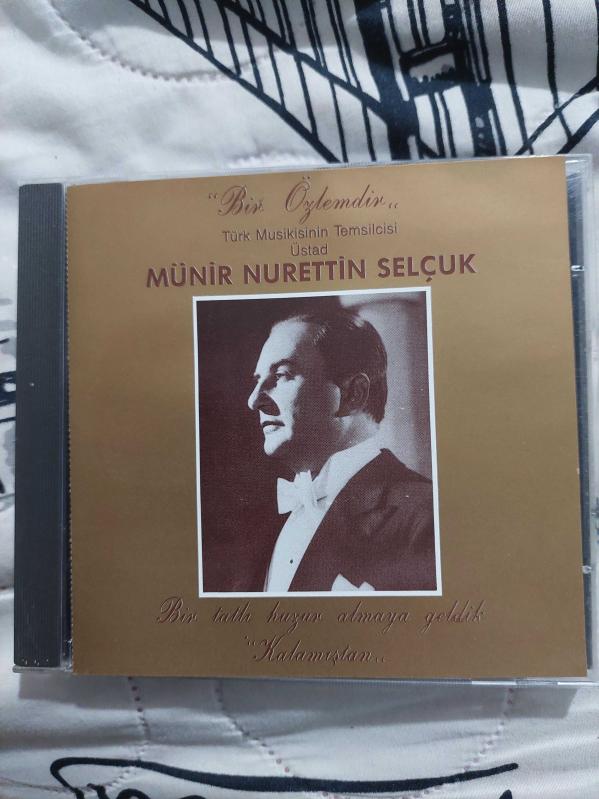 "Bir Özlemdir„
Türk Musikisinin Temsilcisi
Üstad
MÜNİR NURETTİN SELÇUK
Bir tatlı huzur almaya geldik
"Kalamıştan„